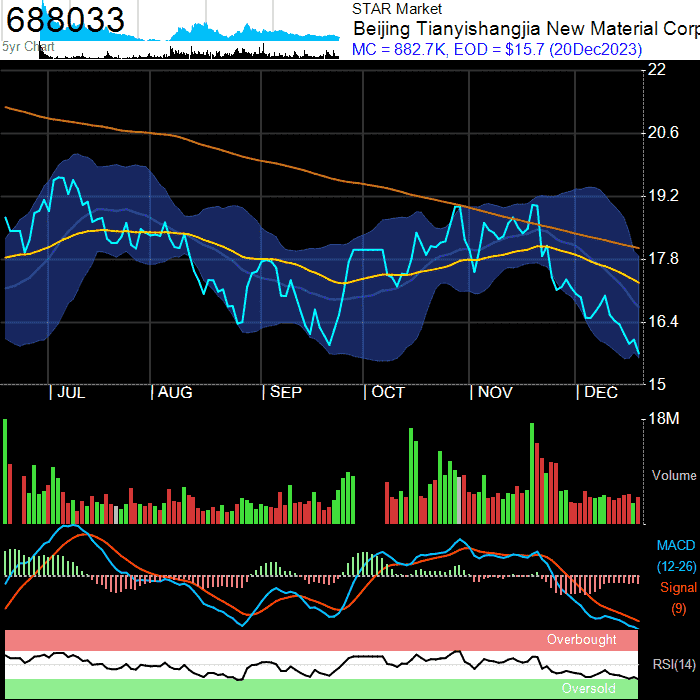 688033
5yr Chart
STAR Market
Beijing Tianyishangjia New Material Corp
MC = 882.7K, EOD = $15.7 (20Dec2023)
22
20.6
19.2
17.8
16.4
15
| JUL | AUG | SEP | OCT | NOV | DEC
18M
Volume
MACD
(12-26)
Signal
(9)
Overbought
RSI(14)
Oversold